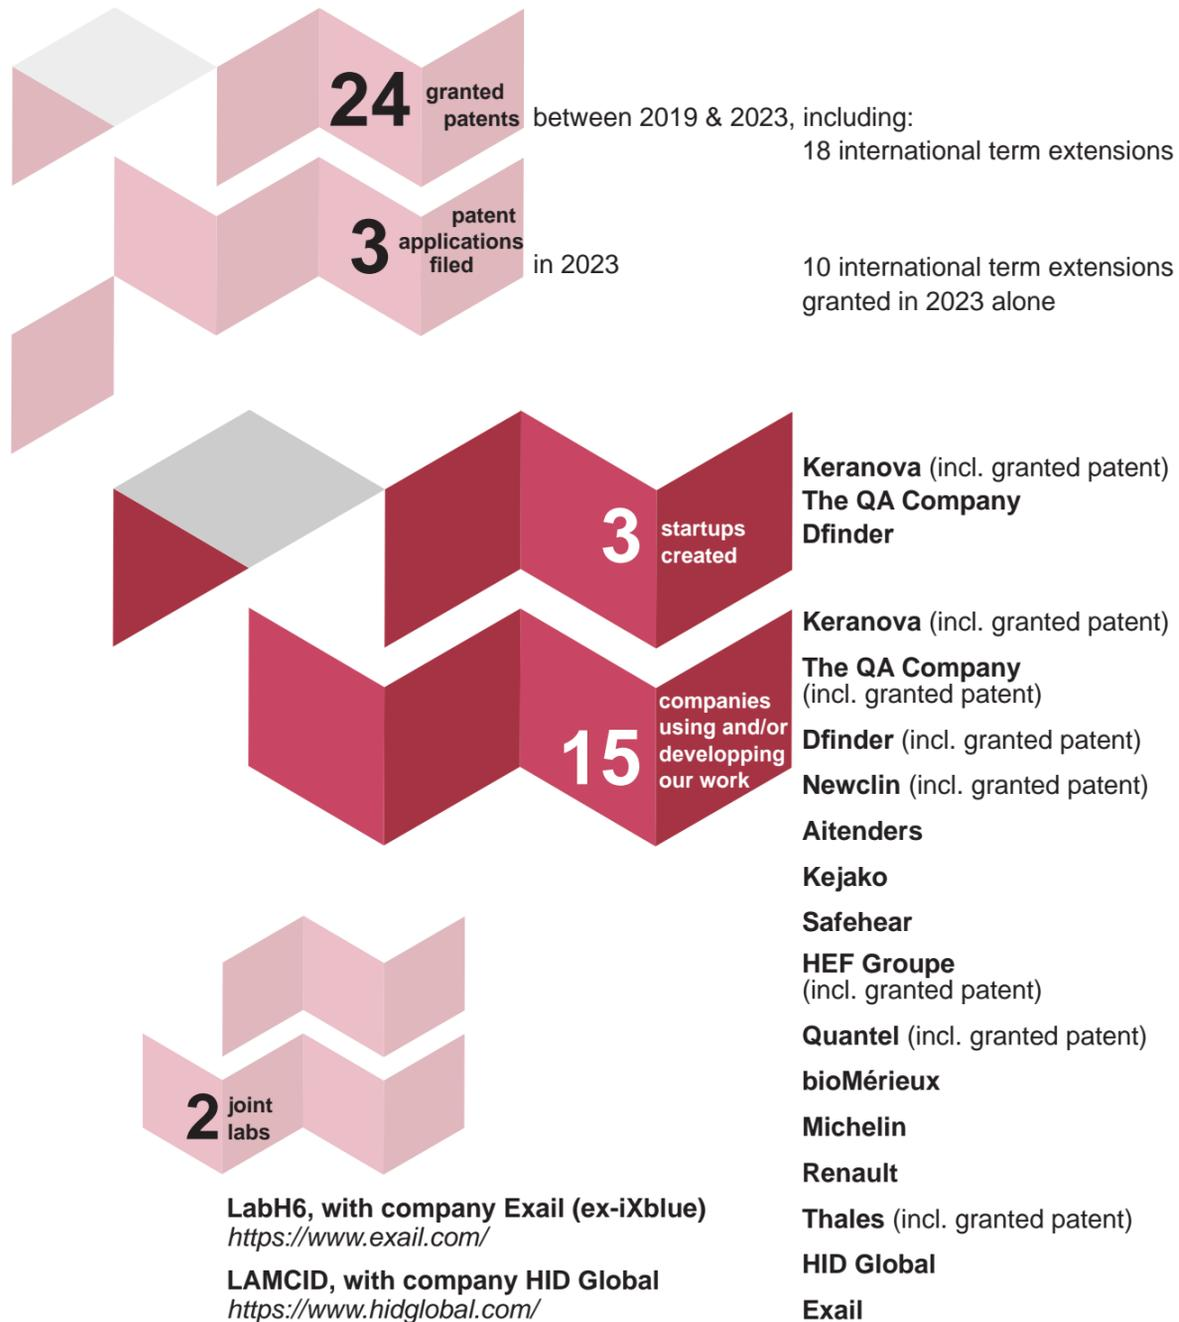 24 granted
patents between 2019 & 2023, including:
18 international term extensions
3 patent
applications
filed in 2023
10 international term extensions
granted in 2023 alone
3 startups
created
Keranova (incl. granted patent)
The QA Company
Dfinder
15 companies
using and/or
developping
our work
Keranova (incl. granted patent)
The QA Company
(incl. granted patent)
Dfinder (incl. granted patent)
Newclin (incl. granted patent)
Aitenders
Kejako
Safehear
HEF Groupe
(incl. granted patent)
Quantel (incl. granted patent)
bioMérieux
Michelin
Renault
Thales (incl. granted patent)
HID Global
Exail
2 joint
labs
LabH6, with company Exail (ex-iXblue)
https://www.exail.com/
LAMCID, with company HID Global
https://www.hidglobal.com/